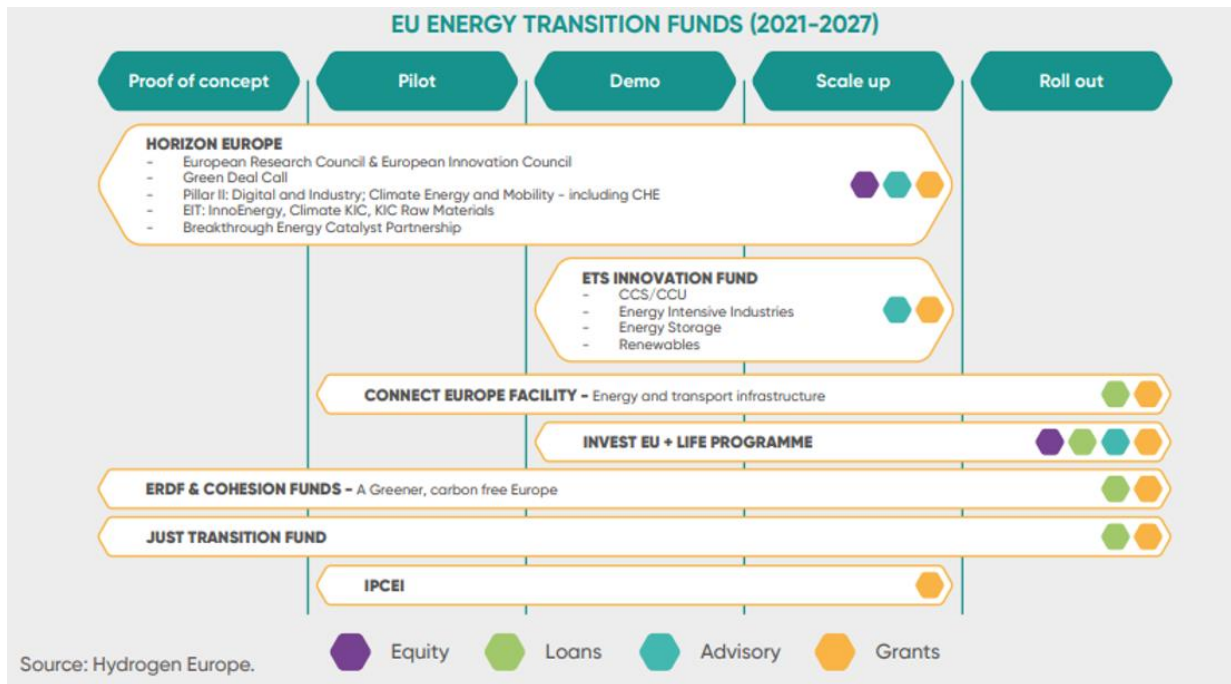 EU ENERGY TRANSITION FUNDS (2021-2027)
Proof of concept
Pilot
Demo
Scale up
Roll out
HORIZON EUROPE
- European Research Council & European Innovation Council
- Green Deal Call
- Pillar II: Digital and Industry; Climate Energy and Mobility - including CHE
- EIT: InnoEnergy, Climate KIC, KIC Raw Materials
- Breakthrough Energy Catalyst Partnership
ETS INNOVATION FUND
- CCS/CCU
- Energy Intensive Industries
- Energy Storage
- Renewables
CONNECT EUROPE FACILITY - Energy and transport infrastructure
INVEST EU + LIFE PROGRAMME
ERDF & COHESION FUNDS - A Greener, carbon free Europe
JUST TRANSITION FUND
IPCEI
Equity
Loans
Advisory
Grants
Source: Hydrogen Europe.